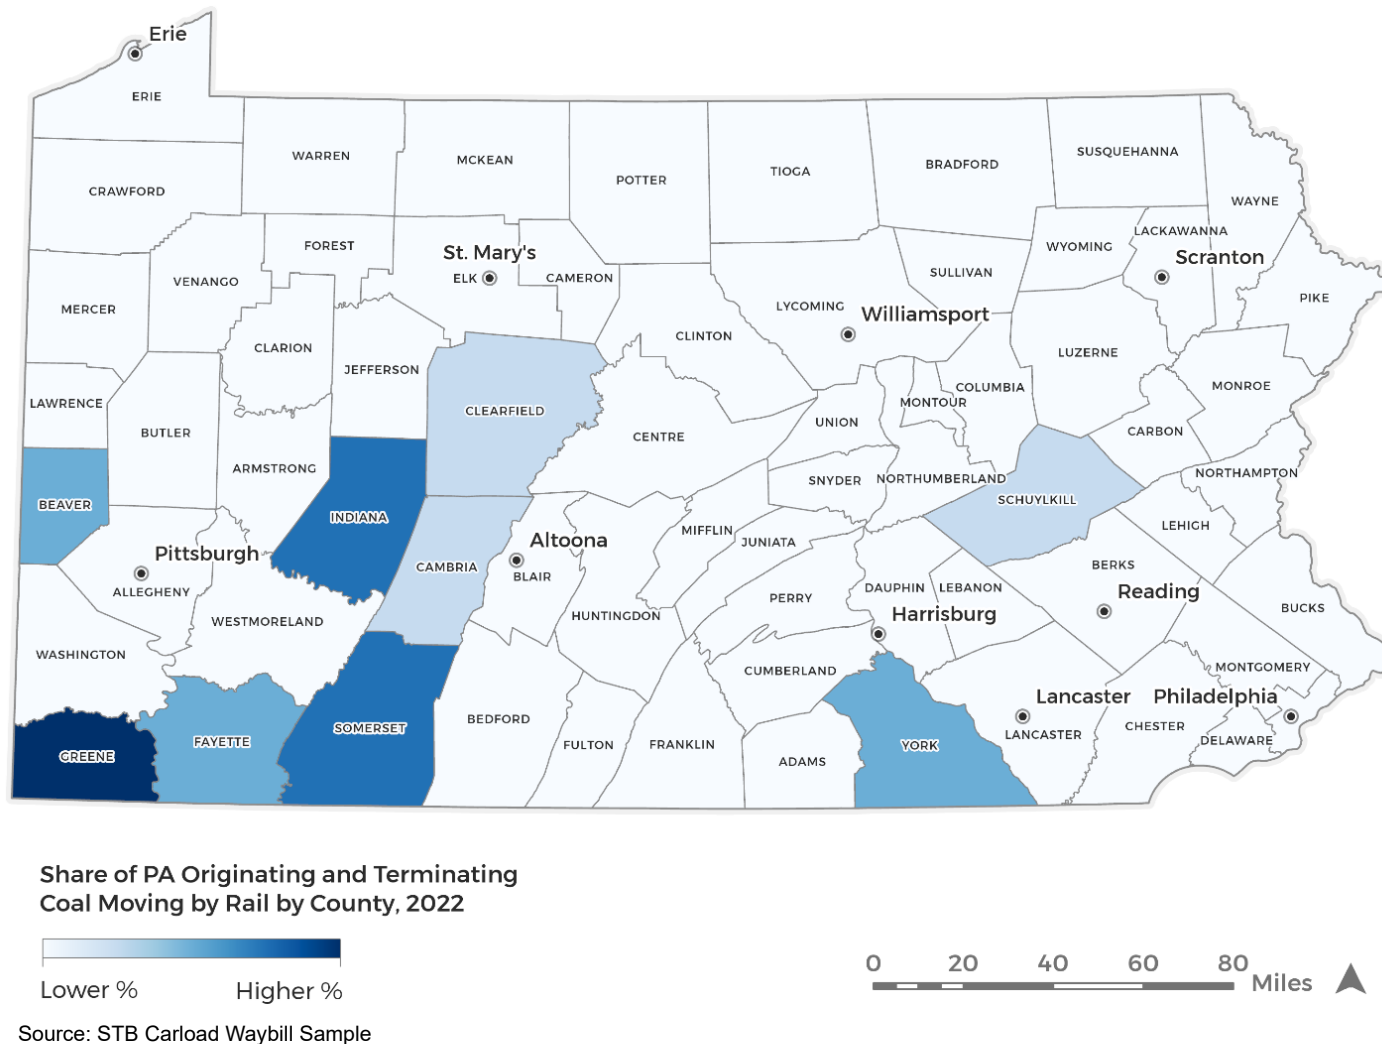 Erie
ERIE
WARREN
MCKEAN
POTTER
TIOGA
BRADFORD
SUSQUEHANNA
CRAWFORD
WAYNE
FOREST
St. Mary's
ELK
CAMERON
WYOMING
LACKAWANNA
Scranton
VENANGO
SULLIVAN
MERCER
LYCOMING
Williamsport
PIKE
CLARION
CLINTON
JEFFERSON
LUZERNE
MONROE
LAWRENCE
CLEARFIELD
MONTOUR
COLUMBIA
BUTLER
CENTRE
UNION
CARBON
ARMSTRONG
SNYDER
NORTHUMBERLAND
NORTHAMPTON
BEAVER
INDIANA
SCHUYLKILL
MIFFLIN
JUNIATA
LEHIGH
Pittsburgh
ALLEGHENY
CAMBRIA
Altoona
BLAIR
BERKS
Reading
DAUPHIN
LEBANON
PERRY
HUNTINGDON
Harrisburg
BUCKS
WESTMORELAND
WASHINGTON
CUMBERLAND
MONTGOMERY
Lancaster
LANCASTER
Philadelphia
CHESTER
DELAWARE
GREENE
FAYETTE
SOMERSET
BEDFORD
FULTON
FRANKLIN
ADAMS
YORK
Share of PA Originating and Terminating
Coal Moving by Rail by County, 2022
Lower % Higher %
0 20 40 60 80 Miles
Source: STB Carload Waybill Sample